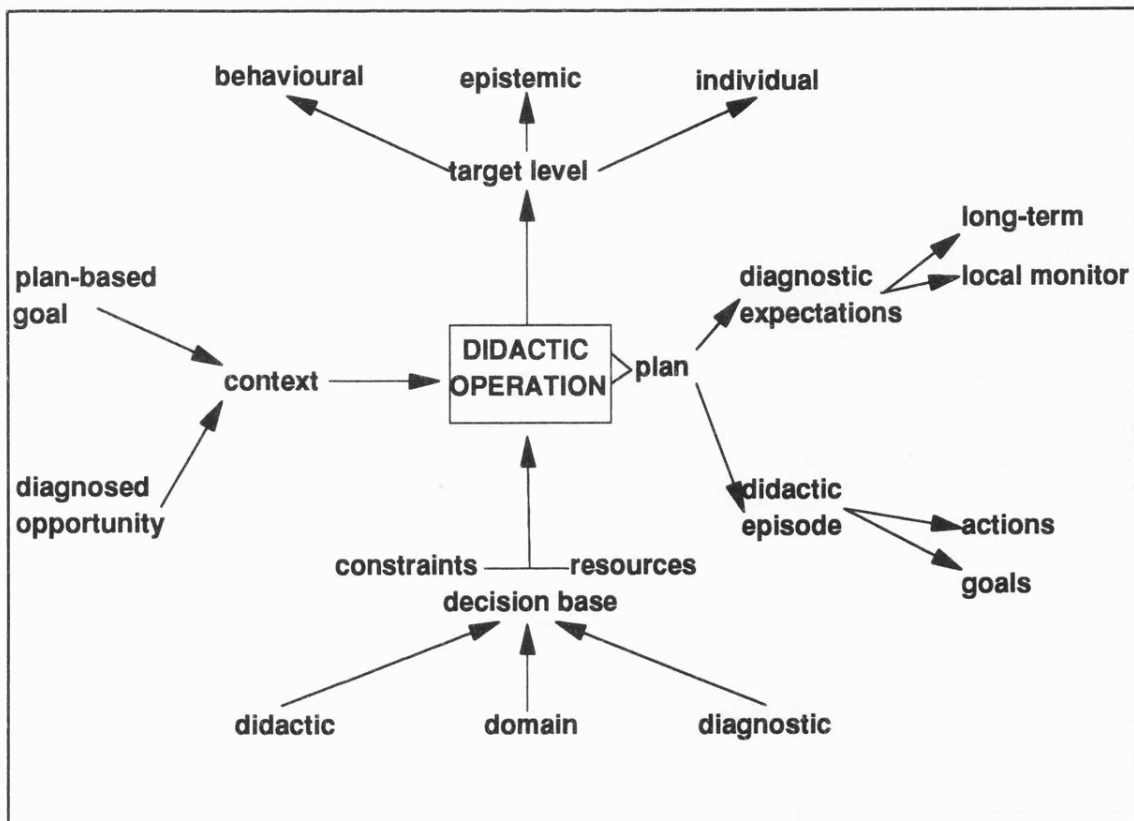 behavioural
epistemic
individual
target level
long-term
plan-based
goal
diagnostic
expectations
local monitor
DIDACTIC
OPERATION
plan
context
diagnosed
opportunity
didactic
episode
actions
goals
constraints
resources
decision base
didactic
domain
diagnostic